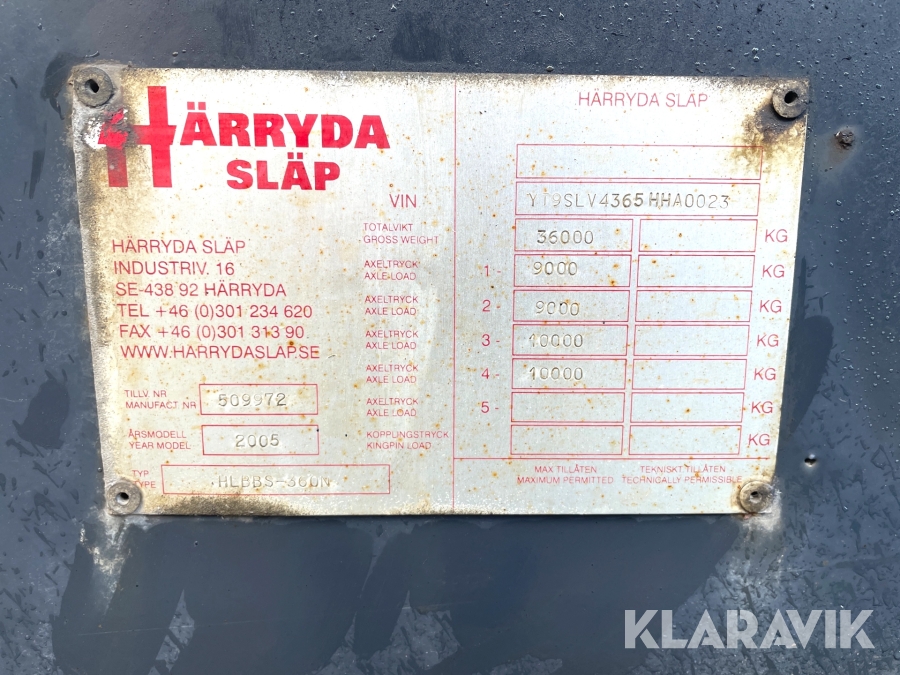 HÄRRYDA
SLÄP
HÄRRYDA SLÄP
INDUSTRIV. 16
SE-438 92 HÄRRYDA
TEL +46 (0)301 234 620
FAX +46 (0)301 313 90
WWW.HARRYDASLAP.SE
TILLV. NR
MANUFACT. NR 509972
ÅRSMODELL
YEAR MODEL 2005
TYP
TYPE HLBBS-360N
HÄRRYDA SLÄP
VIN YT9SLV4365HHA0023
TOTALVIKT
GROSS WEIGHT 36000 KG
AXELTRYCK
AXLE LOAD 1- 9000 KG
AXELTRYCK
AXLE LOAD 2 - 9000 KG
AXELTRYCK
AXLE LOAD 3 - 10000 KG
AXELTRYCK
AXLE LOAD 4 - 10000 KG
AXELTRYCK
AXLE LOAD 5 - KG
KOPPLINGSTRYCK
KINGPIN LOAD KG
MAX TILLÅTEN
MAXIMUM PERMITTED
TEKNISKT TILLÅTEN
TECHNICALLY PERMISSIBLE
KLARAVIK